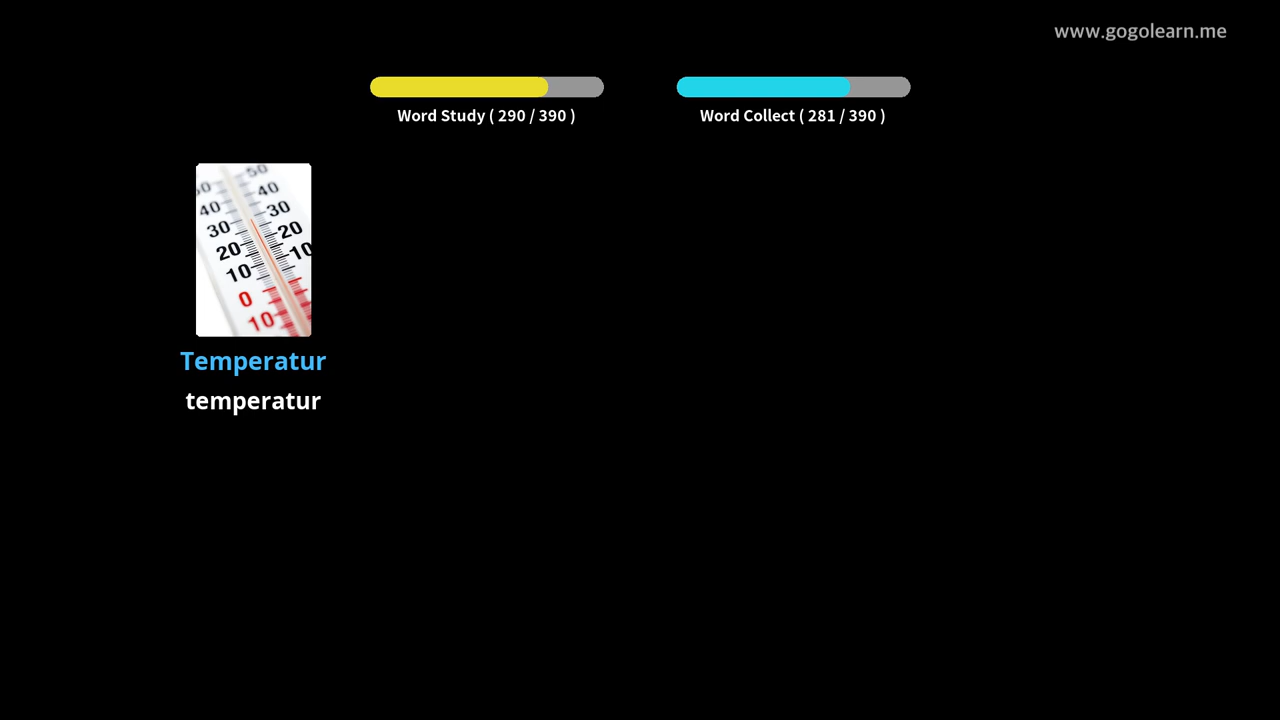 www.gogolearn.me
Word Study ( 290 / 390 )
Word Collect ( 281 / 390 )
50
50
40
40
30
30
20
20
10
10
0
10
Temperatur
temperatur